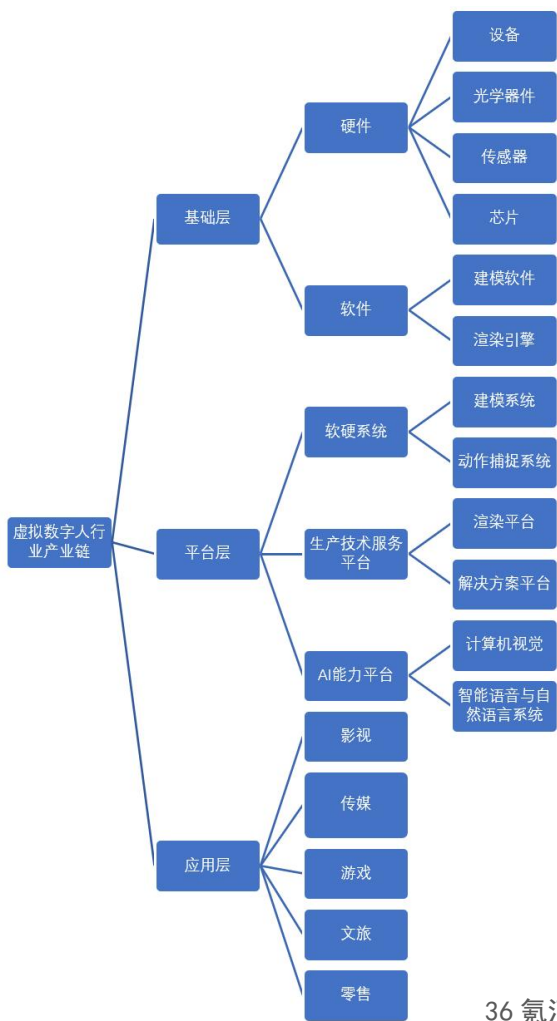 虚拟数字人行
业产业链
基础层
硬件
设备
光学器件
传感器
芯片
软件
建模软件
渲染引擎
平台层
软硬系统
建模系统
动作捕捉系统
生产技术服务
平台
渲染平台
解决方案平台
AI能力平台
计算机视觉
智能语音与自
然语言系统
应用层
影视
传媒
游戏
文旅
零售
36 氪